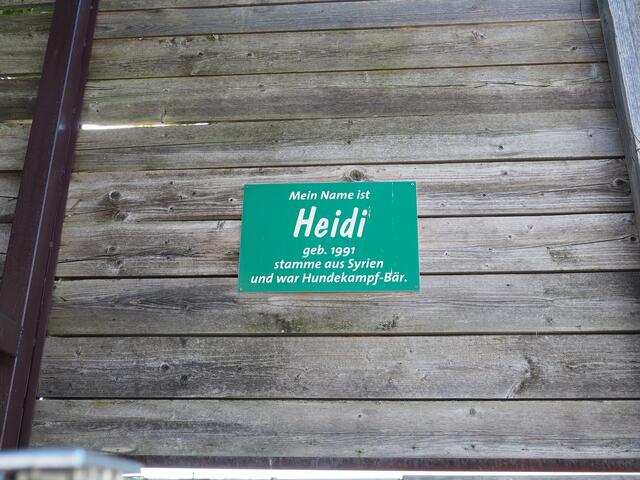 Mein Name ist
Heidi
geb. 1991
stamme aus Syrien
und war Hundekampf-Bär.